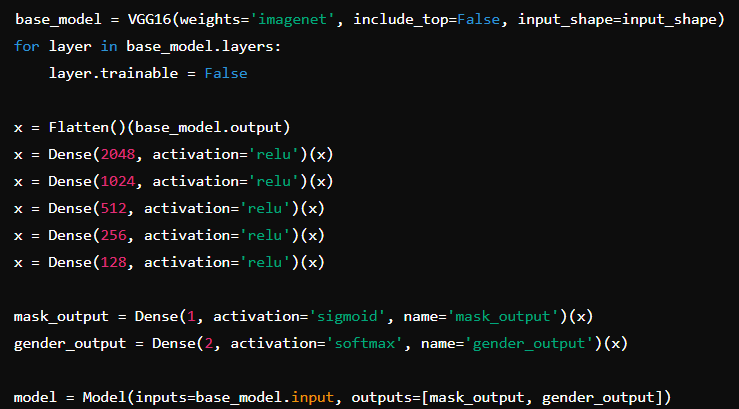 base_model = VGG16(weights='imagenet', include_top=False, input_shape=input_shape)
for layer in base_model.layers:
    layer.trainable = False
x = Flatten()(base_model.output)
x = Dense(2048, activation='relu')(x)
x = Dense(1024, activation='relu')(x)
x = Dense(512, activation='relu')(x)
x = Dense(256, activation='relu')(x)
x = Dense(128, activation='relu')(x)
mask_output = Dense(1, activation='sigmoid', name='mask_output')(x)
gender_output = Dense(2, activation='softmax', name='gender_output')(x)
model = Model(inputs=base_model.input, outputs=[mask_output, gender_output])